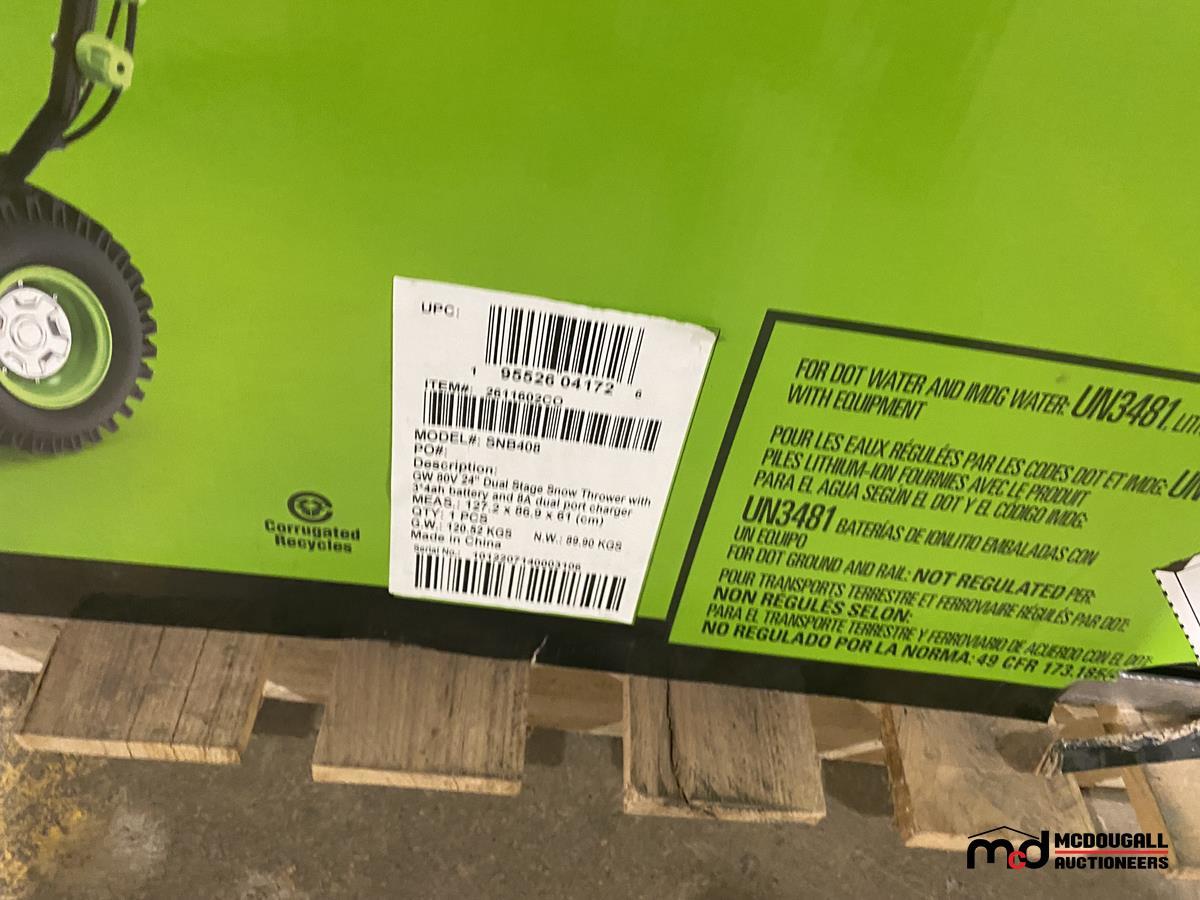 UPC:
1 95526 04172 6
ITEM#: 2611602CO
MODEL#: SNB408
PO#:
Description:
GW 80V 24" Dual Stage Snow Thrower with
3*4ah battery and 8A dual port charger
MEAS.: 127.2 x 86.9 x 61 (cm)
QTY: 1 PCS
G.W.: 120.52 KGS N.W.: 89.90 KGS
Made in China
Serial No.:
Corrugated
Recycles
FOR DOT WATER AND IMDG WATER: UN3481,
WITH EQUIPMENT
POUR LES EAUX RÉGULÉES PAR LES CODES DOT ET IMDG:
PILES LITHIUM-ION FOURNIES AVEC LE PRODUIT
PARA EL AGUA SEGÚN EL DOT Y EL CÓDIGO IMDG:
UN3481 BATERÍAS DE IONLITIO EMBALADAS CON
UN EQUIPO
FOR DOT GROUND AND RAIL: NOT REGULATED PER
POUR TRANSPORTS TERRESTRE ET FERROVIAIRE RÉGULÉS PAR DOT:
NON REGULÉS SELON:
PARA EL TRANSPORTE TERRESTRE Y FERROVIARIO DE ACUERDO CON EL DOT:
NO REGULADO POR LA NORMA: 49 CFR 173.185
mcd MCDOUGALL
AUCTIONEERS